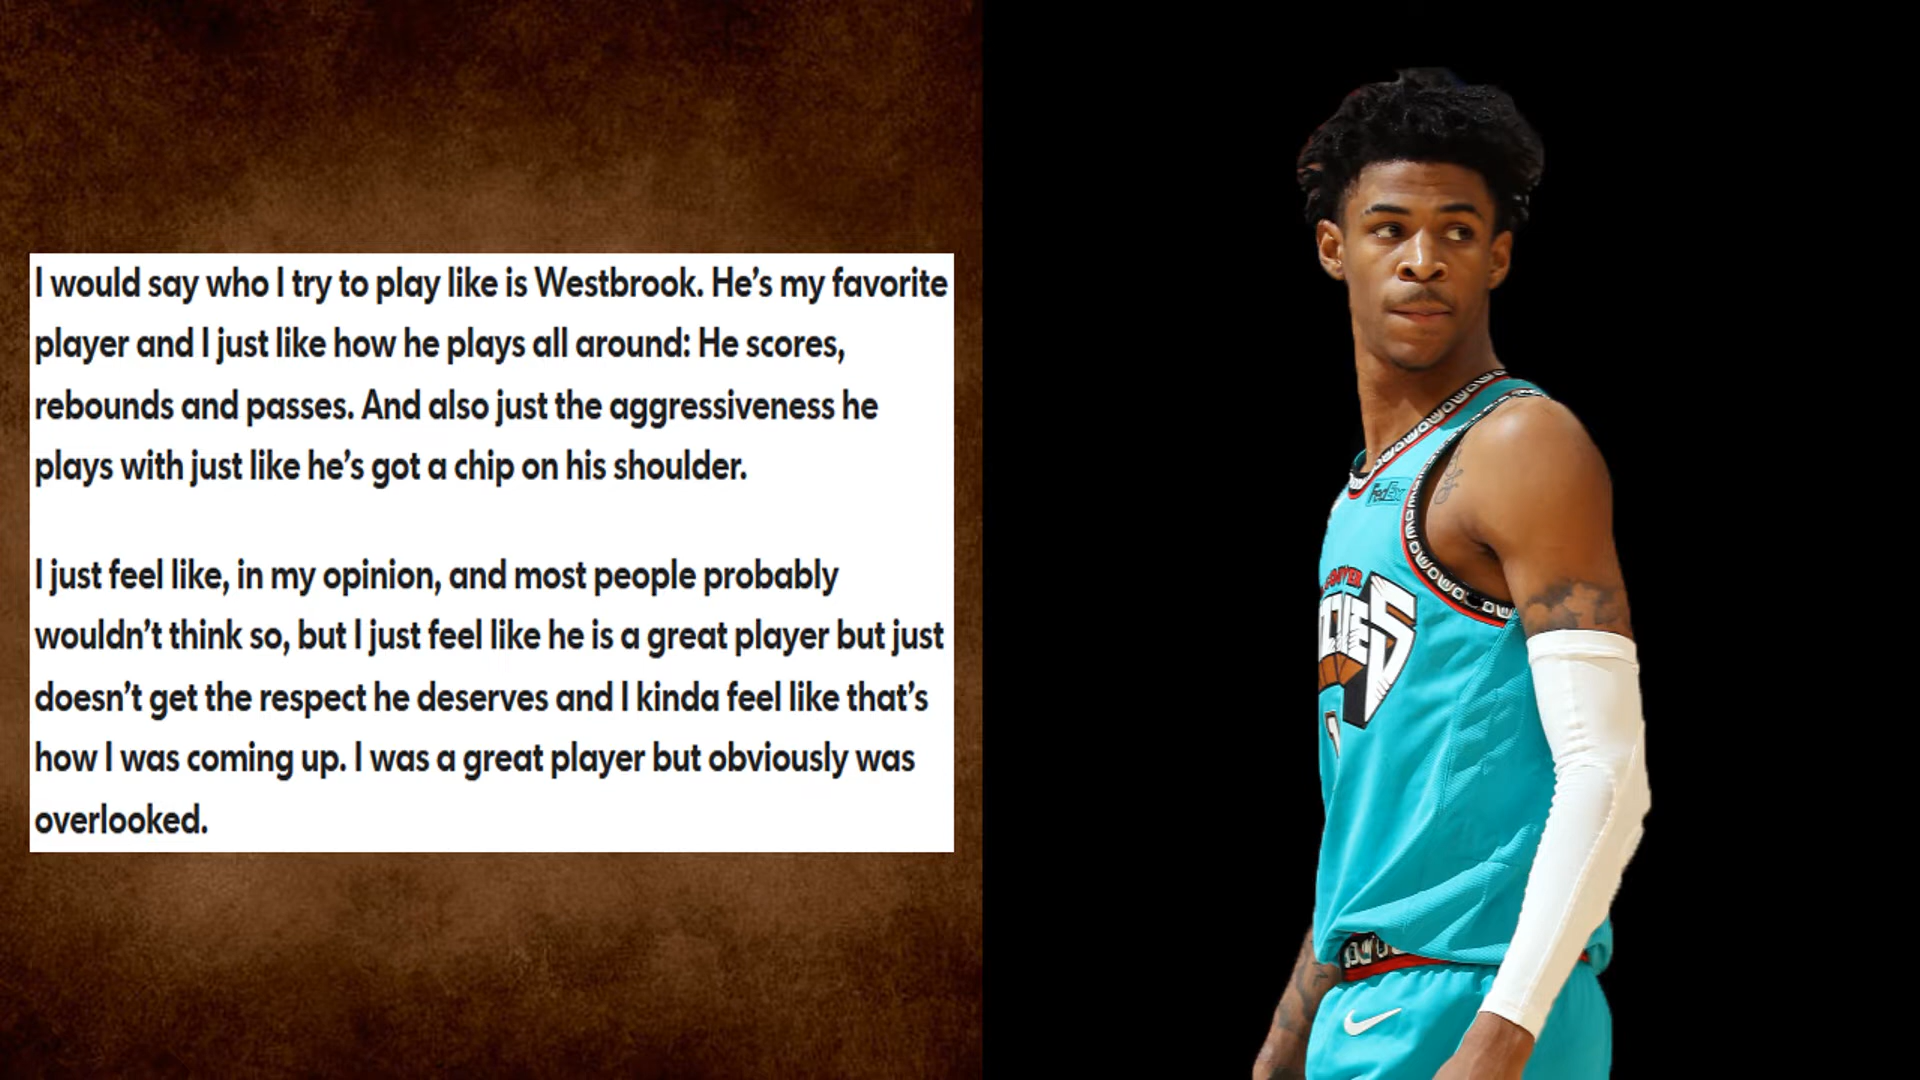 I would say who I try to play like is Westbrook. He’s my favorite
player and I just like how he plays all around: He scores,
rebounds and passes. And also just the aggressiveness he
plays with just like he’s got a chip on his shoulder.
I just feel like, in my opinion, and most people probably
wouldn’t think so, but I just feel like he is a great player but just
doesn’t get the respect he deserves and I kinda feel like that’s
how I was coming up. I was a great player but obviously was
overlooked.
FedEx